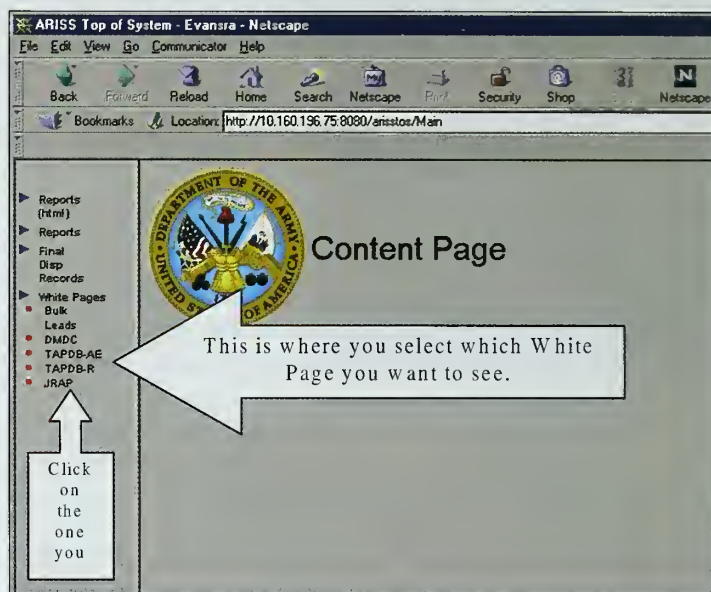 ARISS Top of System - Evansra - Netscape
File Edit View Go Communicator Help
Back Forward Reload Home Search Netscape Print Security Shop Netscape
Bookmarks Location: http://10.160.196.75:8080/arisstos/Main
Reports
(html)
Reports
Final
Disp
Records
White Pages
Bulk
Leads
DMDC
TAPDB-AE
TAPDB-R
JRAP
DEPARTMENT OF THE ARMY
UNITED STATES OF AMERICA
Content Page
This is where you select which White
Page you want to see.
Click
on
the
one
you